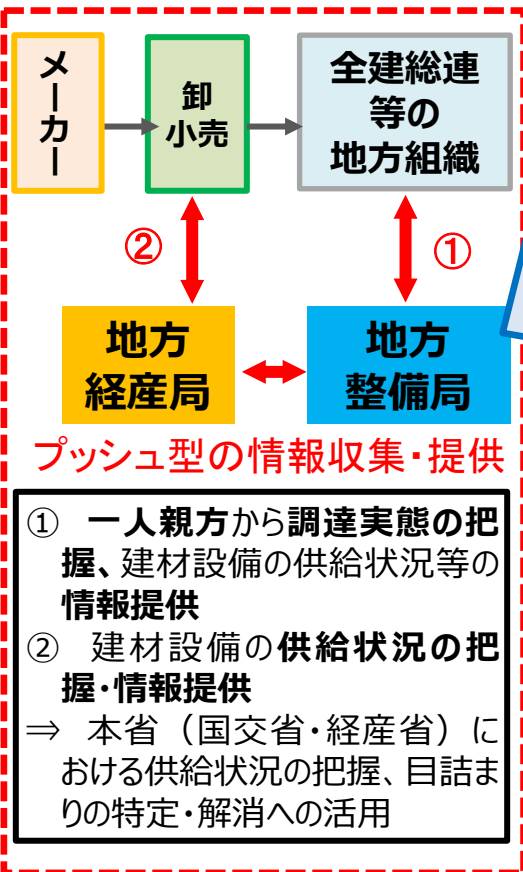 メーカー
卸
小売
全建総連
等の
地方組織
②
①
地方
経産局
地方
整備局
プッシュ型の情報収集・提供
① 一人親方から調達実態の把
握、建材設備の供給状況等の
情報提供
② 建材設備の供給状況の把
握・情報提供
⇒ 本省（国交省・経産省）に
おける供給状況の把握、目詰ま
りの特定・解消への活用